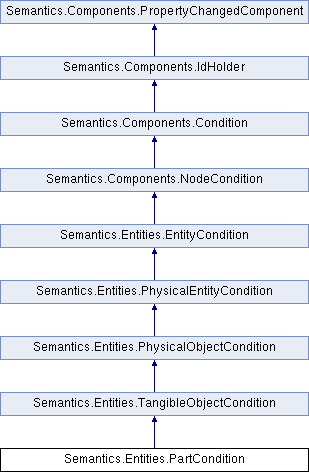 Semantics.Components.PropertyChangedComponent
Semantics.Components.IdHolder
Semantics.Components.Condition
Semantics.Components.NodeCondition
Semantics.Entities.EntityCondition
Semantics.Entities.PhysicalEntityCondition
Semantics.Entities.PhysicalObjectCondition
Semantics.Entities.TangibleObjectCondition
Semantics.Entities.PartCondition